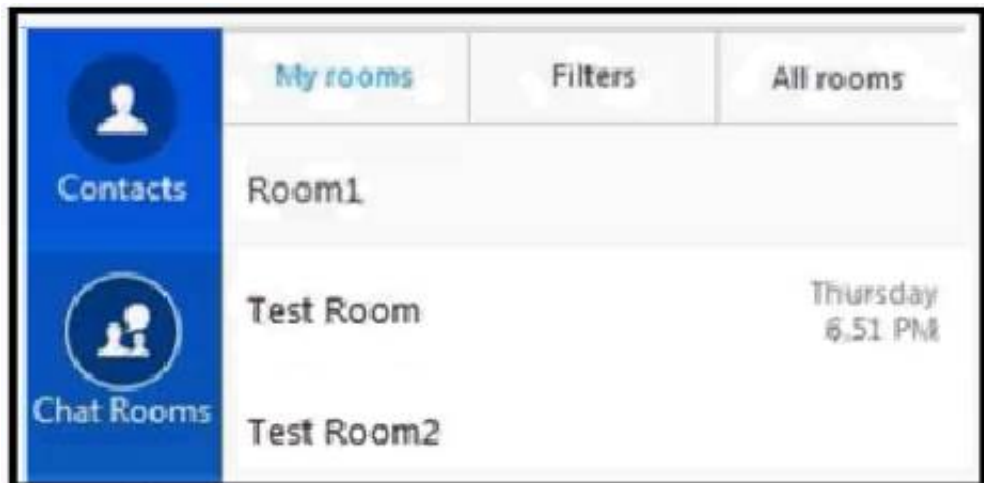 My rooms
Filters
All rooms
Contacts
Room1
Test Room
Thursday
6.51 PM
Chat Rooms
Test Room2